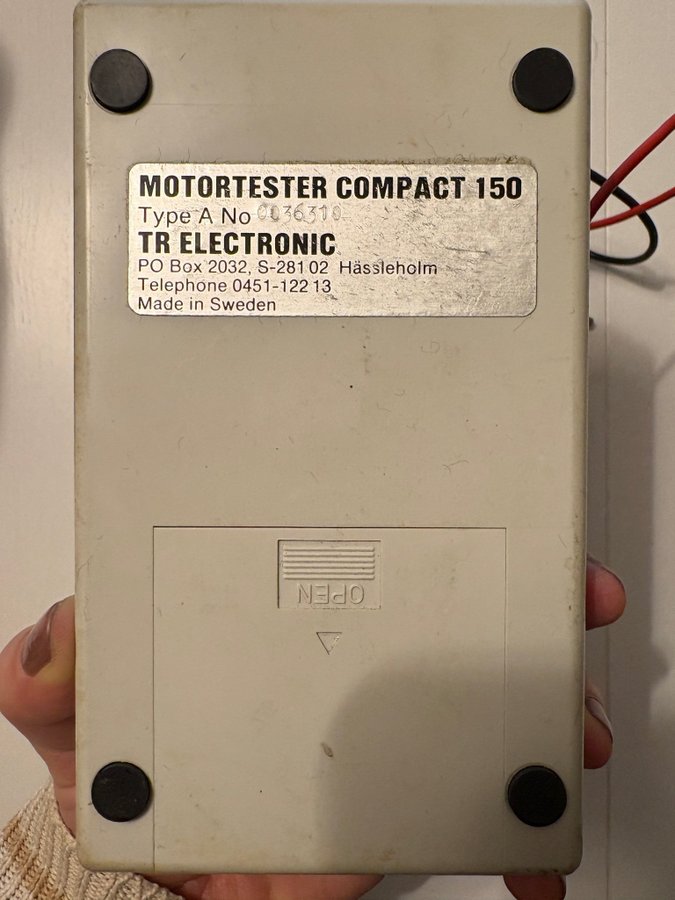 MOTORTESTER COMPACT 150
Type A No 0036310
TR ELECTRONIC
PO Box 2032, S-281 02 Hässleholm
Telephone 0451-122 13
Made in Sweden
OPEN